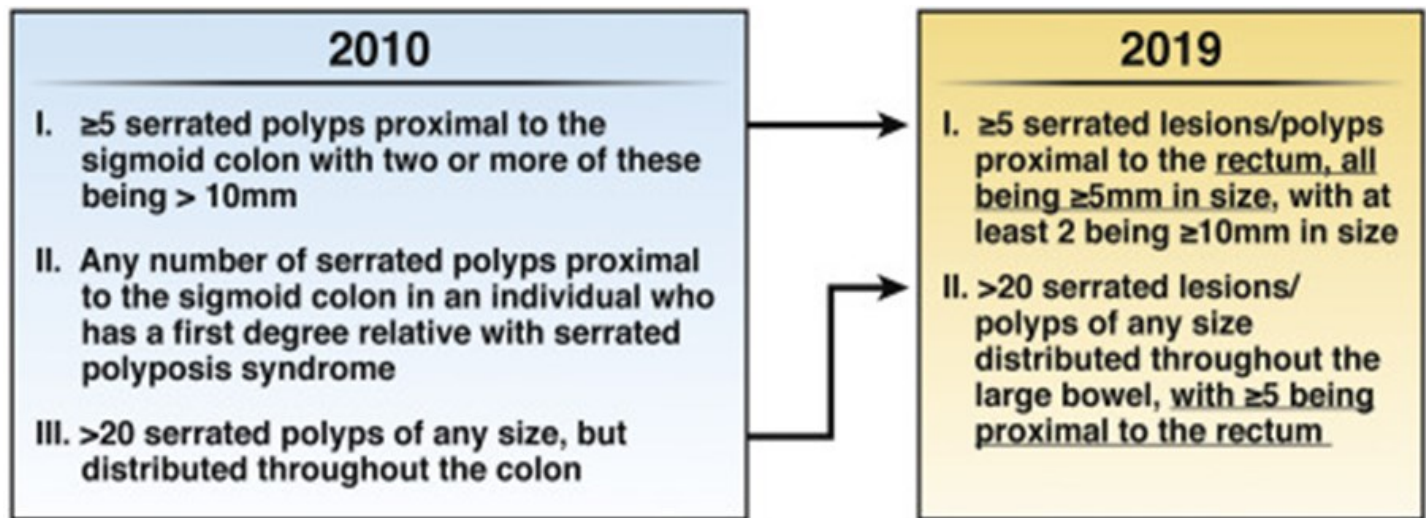 2010
I. ≥5 serrated polyps proximal to the
sigmoid colon with two or more of these
being > 10mm
II. Any number of serrated polyps proximal
to the sigmoid colon in an individual who
has a first degree relative with serrated
polyposis syndrome
III. >20 serrated polyps of any size, but
distributed throughout the colon
2019
I. ≥5 serrated lesions/polyps
proximal to the rectum, all
being ≥5mm in size, with at
least 2 being ≥10mm in size
II. >20 serrated lesions/
polyps of any size
distributed throughout the
large bowel, with ≥5 being
proximal to the rectum